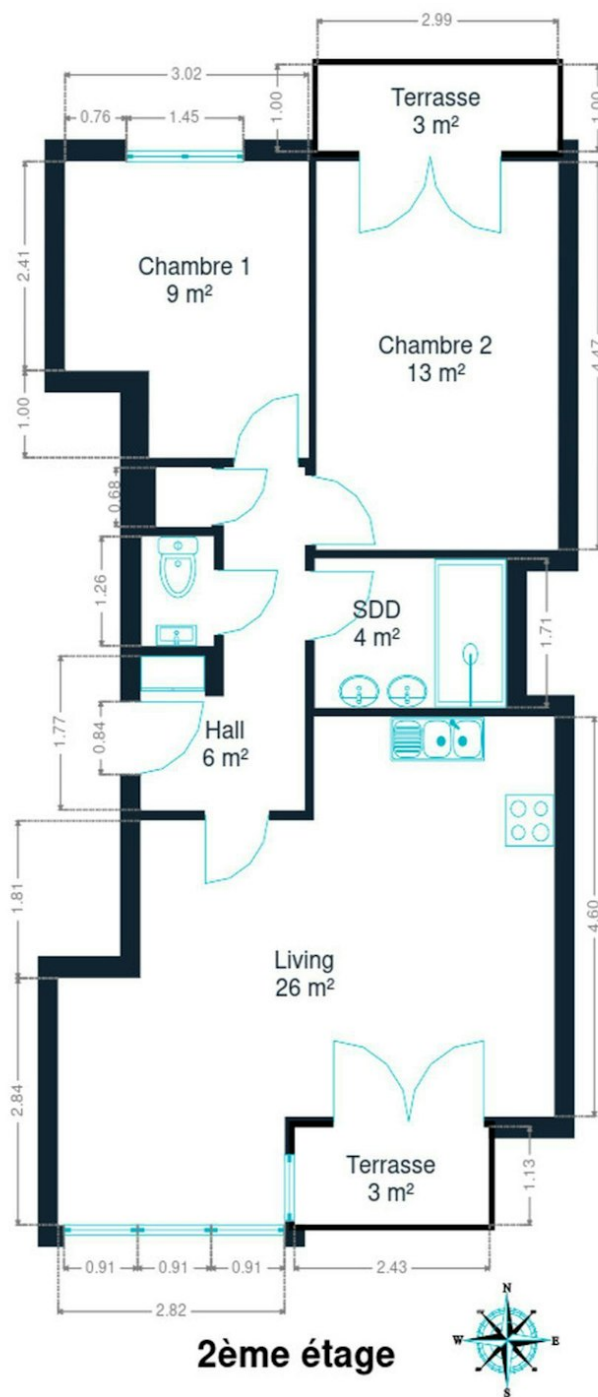 2.99
3.02
1.00
Terrasse
3 m²
1.00
0.76
1.45
2.41
Chambre 1
9 m²
Chambre 2
13 m²
4.47
1.00
0.68
1.26
SDD
4 m²
1.71
1.77
0.84
Hall
6 m²
1.81
4.60
Living
26 m²
2.84
Terrasse
3 m²
1.13
0.91
0.91
0.91
2.43
2.82
N
W
E
S
2ème étage